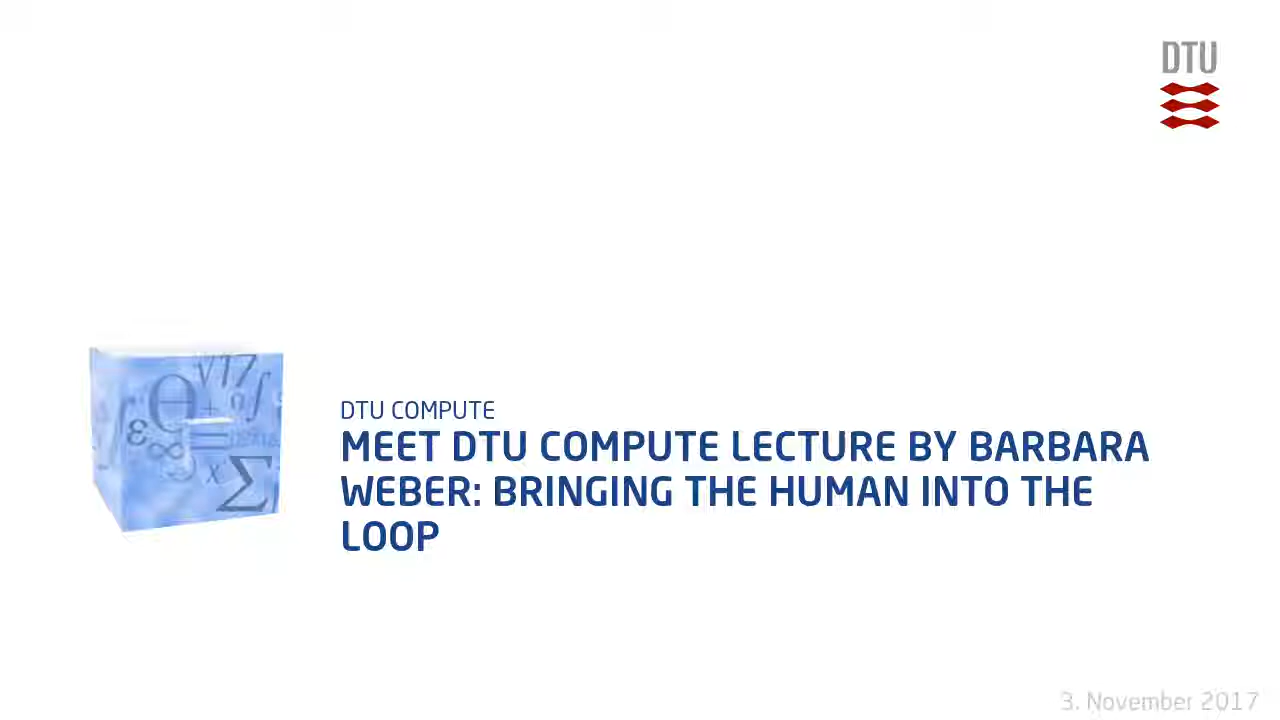 DTU
DTU COMPUTE
MEET DTU COMPUTE LECTURE BY BARBARA
WEBER: BRINGING THE HUMAN INTO THE
LOOP
3. November 2017